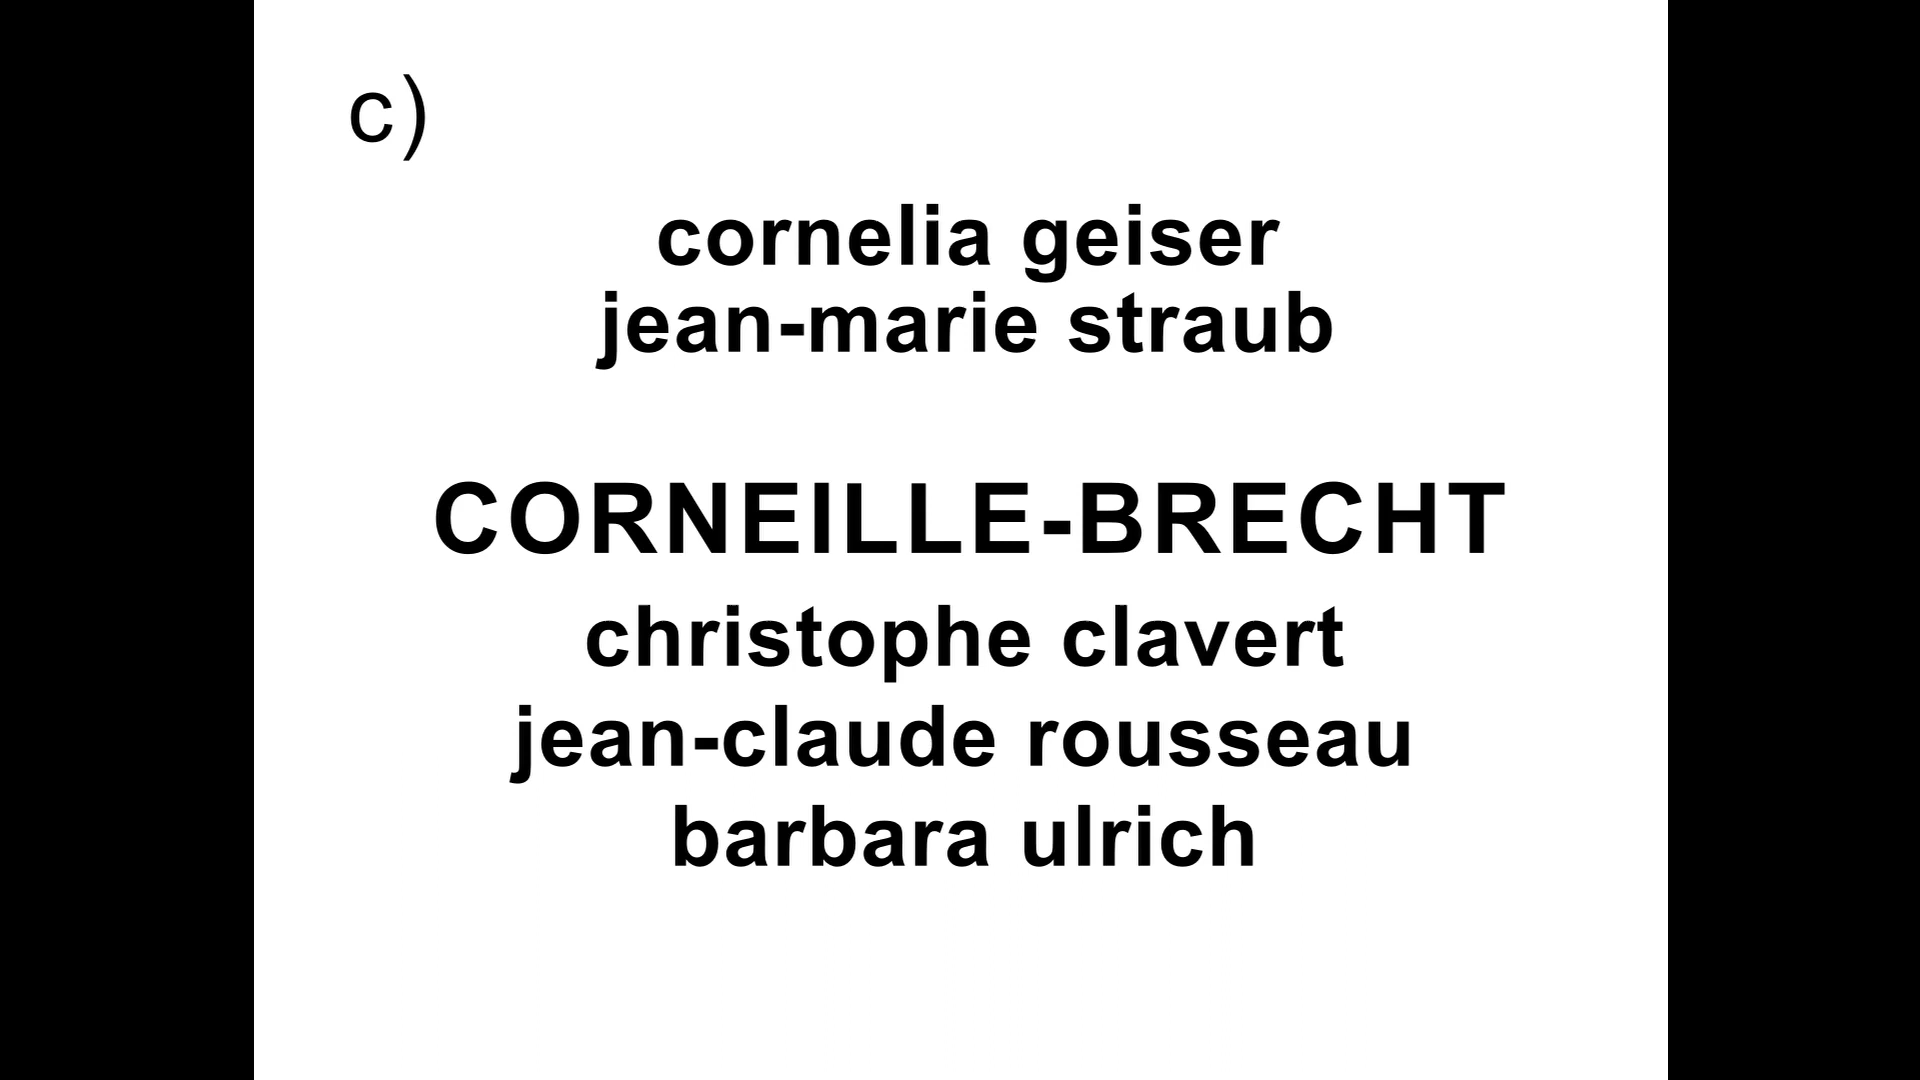 c)
cornelia geiser
jean-marie straub
CORNEILLE-BRECHT
christophe clavert
jean-claude rousseau
barbara ulrich